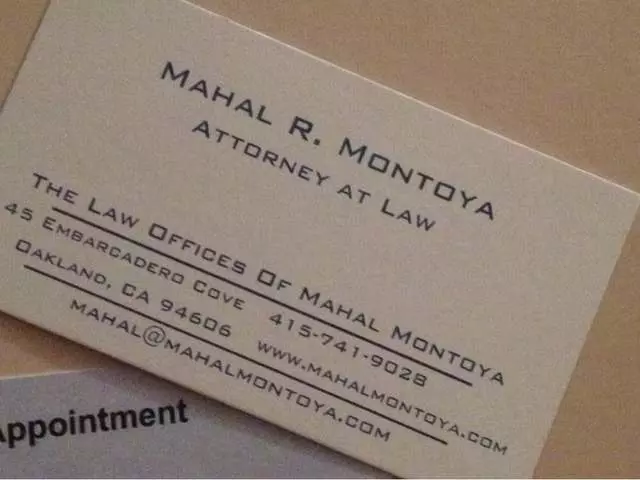 MAHAL R. MONTOYA
ATTORNEY AT LAW
THE LAW OFFICES OF MAHAL MONTOYA
45 EMBARCADERO COVE 415-741-9028
OAKLAND, CA 94606 WWW.MAHALMONTOYA.COM
MAHAL@MAHALMONTOYA.COM
Appointment